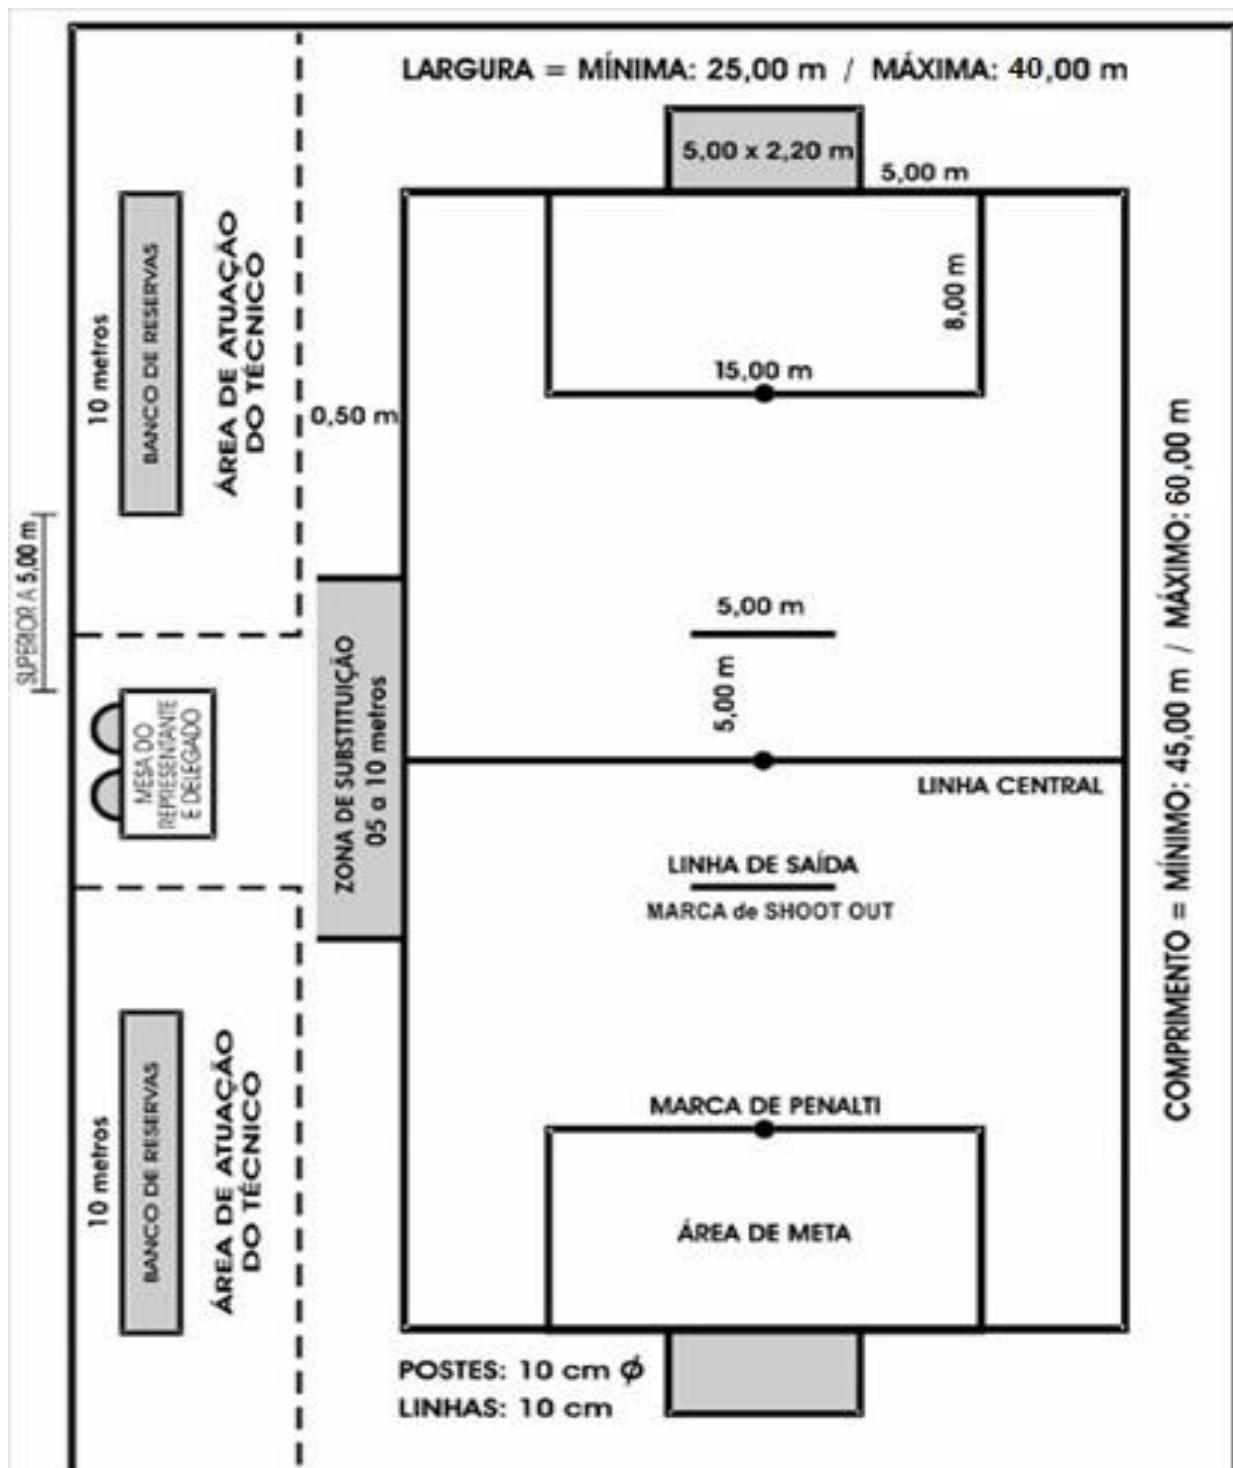 LARGURA = MÍNIMA: 25,00 m / MÁXIMA: 40,00 m
5,00 x 2,20 m
5,00 m
8,00 m
15,00 m
10 metros
BANCO DE RESERVAS
ÁREA DE ATUAÇÃO
DO TÉCNICO
0,50 m
SUPERIOR A 5,00 m
5,00 m
5,00 m
MESA DO
REPRESENTANTE
E DELEGADO
ZONA DE SUBSTITUIÇÃO
05 a 10 metros
LINHA CENTRAL
LINHA DE SAÍDA
MARCA de SHOOT OUT
COMPRIMENTO = MÍNIMO: 45,00 m / MÁXIMO: 60,00 m
10 metros
BANCO DE RESERVAS
ÁREA DE ATUAÇÃO
DO TÉCNICO
MARCA DE PENALTI
ÁREA DE META
POSTES: 10 cm Ø
LINHAS: 10 cm